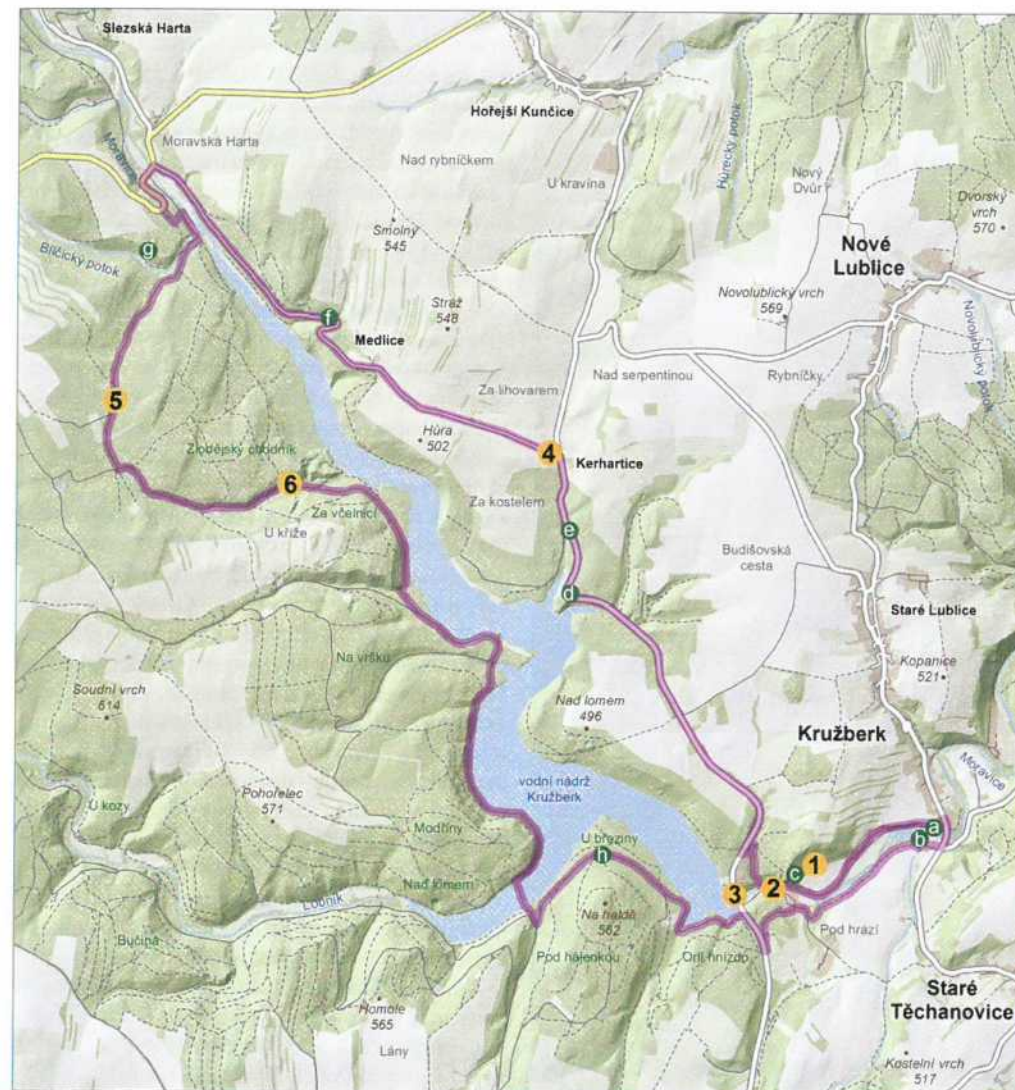 Slezská Harta
Hořejší Kunčice
Moravská Harta
Moravice
Nad rybníčkem
U kravína
Hůrecký potok
Nový
Dvůr
Dvorský
vrch
570
Smolný
545
Nové
Lublice
g
Bílčický potok
Stráž
548
Novolublický vrch
569
f
Medlice
Novolublický potok
Za lihovarem
Nad serpentinou
Rybníčky
5
Hůra
502
4
Kerhartice
Zlodějský chodník
6
Za včelnicí
U kříže
Za kostelem
e
Budišovská
cesta
d
Staré Lublice
Na vršku
Kopanice
521
Soudní vrch
614
Nad lomem
496
Kružberk
Moravice
vodní nádrž
Kružberk
U kozy
Pohořelec
571
Modřiny
U březiny
h
a
b
1
c
2
3
Nad lomem
Lobník
Na haldě
562
Pod hrází
Bučina
Pod hájenkou
Orlí hnízdo
Staré
Těchanovice
Homole
565
Lány
Kostelní vrch
517